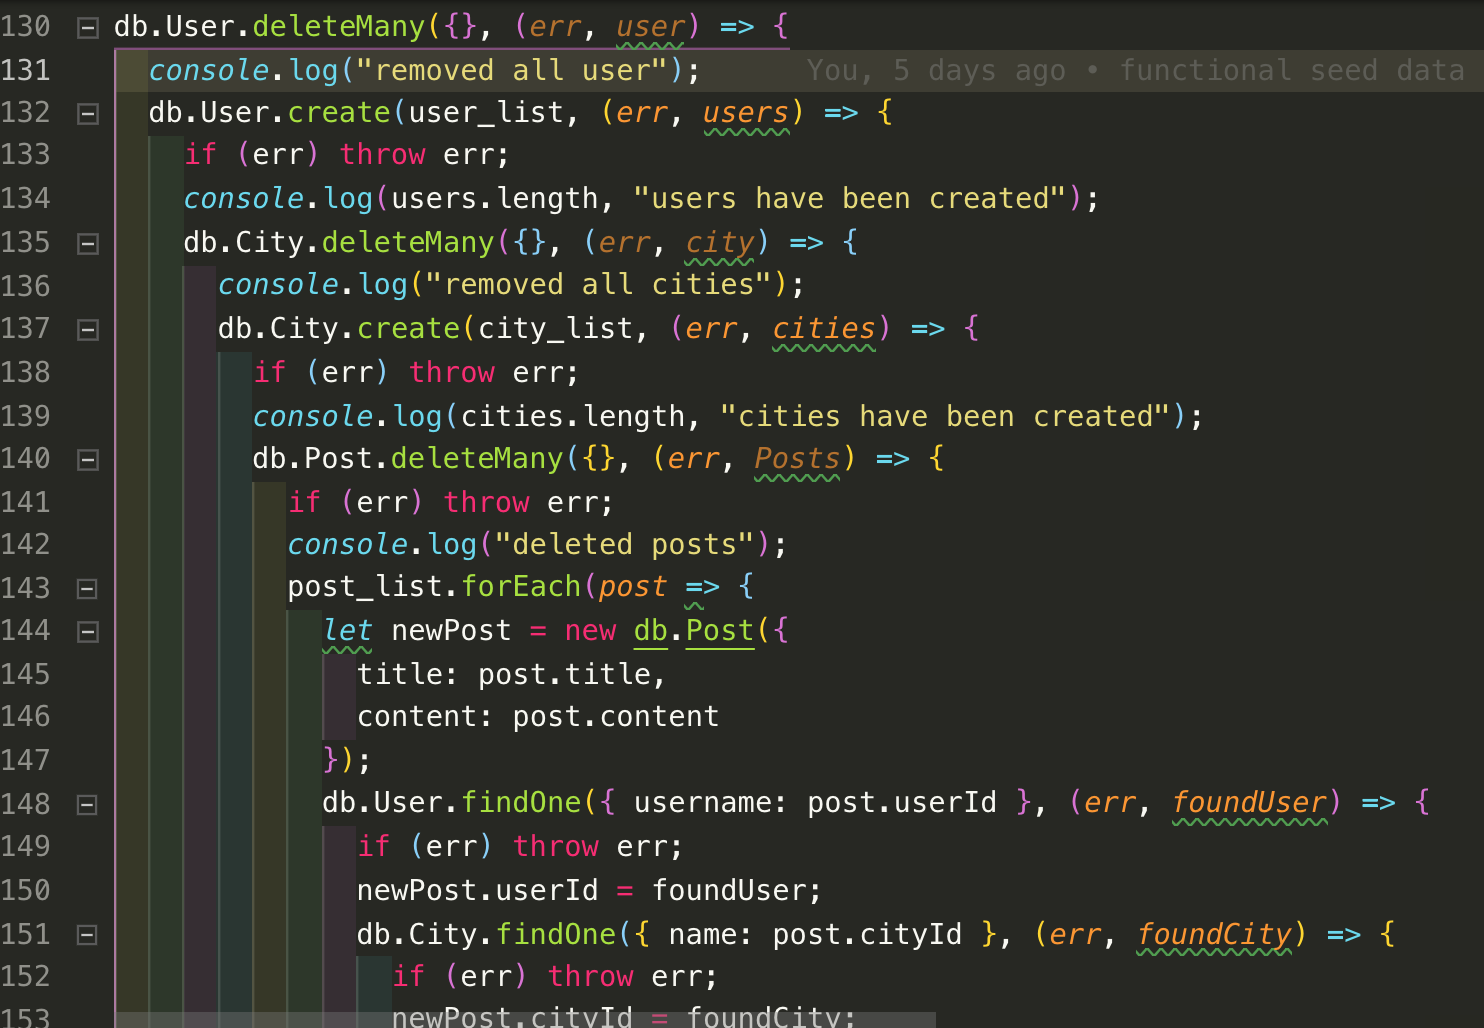 130 db.User.deleteMany({}, (err, user) => {
131 console.log("removed all user"); You, 5 days ago • functional seed data
132 db.User.create(user_list, (err, users) => {
133 if (err) throw err;
134 console.log(users.length, "users have been created");
135 db.City.deleteMany({}, (err, city) => {
136 console.log("removed all cities");
137 db.City.create(city_list, (err, cities) => {
138 if (err) throw err;
139 console.log(cities.length, "cities have been created");
140 db.Post.deleteMany({}, (err, Posts) => {
141 if (err) throw err;
142 console.log("deleted posts");
143 post_list.forEach(post => {
144 let newPost = new db.Post({
145 title: post.title,
146 content: post.content
147 });
148 db.User.findOne({ username: post.userId }, (err, foundUser) => {
149 if (err) throw err;
150 newPost.userId = foundUser;
151 db.City.findOne({ name: post.cityId }, (err, foundCity) => {
152 if (err) throw err;
153 newPost.cityId = foundCity;